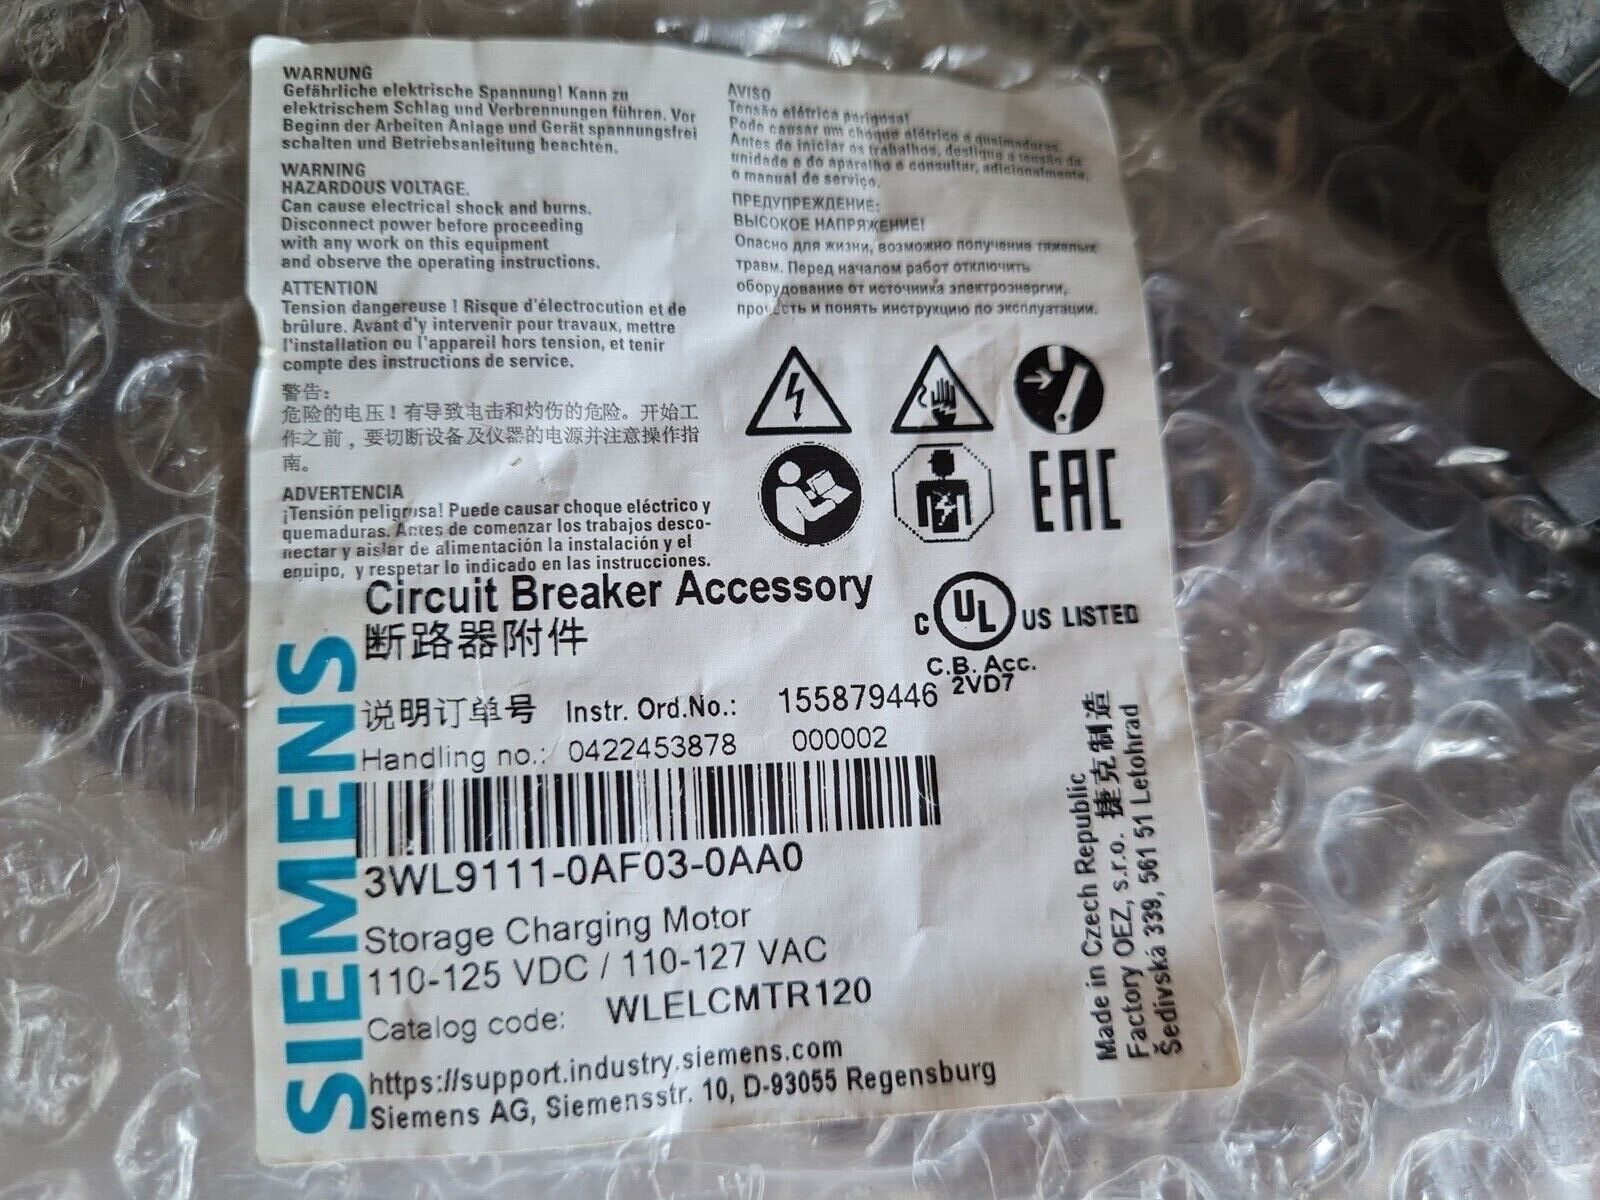 WARNUNG
Gefährliche elektrische Spannung! Kann zu
elektrischem Schlag und Verbrennungen führen. Vor
Beginn der Arbeiten Anlage und Gerät spannungsfrei
schalten und Betriebsanleitung beachten.
WARNING
HAZARDOUS VOLTAGE.
Can cause electrical shock and burns.
Disconnect power before proceeding
with any work on this equipment
and observe the operating instructions.
ATTENTION
Tension dangereuse ! Risque d'électrocution et de
brûlure. Avant d'y intervenir pour travaux, mettre
l'installation ou l'appareil hors tension, et tenir
compte des instructions de service.
警告:
危险的电压！有导致电击和灼伤的危险。开始工
作之前，要切断设备及仪器的电源并注意操作指
南。
ADVERTENCIA
¡Tensión peligrosa! Puede causar choque eléctrico y
quemaduras. Antes de comenzar los trabajos desco-
nectar y aislar de alimentación la instalación y el
equipo, y respetar lo indicado en las instrucciones.
AVISO
Tensão elétrica perigosa!
Pode causar um choque elétrico e queimaduras.
Antes de iniciar os trabalhos, desligue a tensão da
unidade e do aparelho e consultar, adicionalmente,
o manual de serviço.
ПРЕДУПРЕЖДЕНИЕ:
ВЫСОКОЕ НАПРЯЖЕНИЕ!
Опасно для жизни, возможно получение тяжелых
травм. Перед началом работ отключить
оборудование от источника электроэнергии,
прочесть и понять инструкцию по эксплуатации.
EAC
Circuit Breaker Accessory
断路器附件
C UL US LISTED
C.B. Acc.
2VD7
说明订单号 Instr. Ord.No.: 155879446
Handling no.: 0422453878 000002
3WL9111-0AF03-0AA0
Storage Charging Motor
110-125 VDC / 110-127 VAC
Catalog code: WLELCMTR120
https://support.industry.siemens.com
Siemens AG, Siemensstr. 10, D-93055 Regensburg
SIEMENS
Made in Czech Republic
Factory OEZ, s.r.o. 捷克制造
Šedivská 339, 561 51 Letohrad